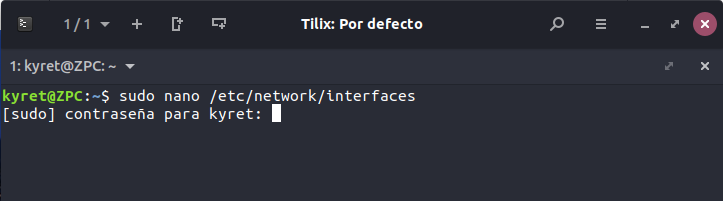 1 / 1
Tilix: Por defecto
1: kyret@ZPC: ~
kyret@ZPC:~$ sudo nano /etc/network/interfaces
[sudo] contraseña para kyret: